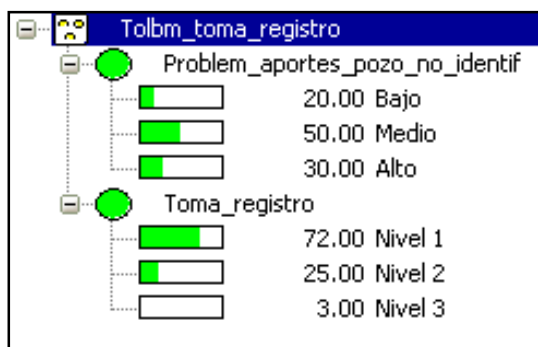 Tolbm_toma_registro
Problem_aportes_pozo_no_identif
20.00 Bajo
50.00 Medio
30.00 Alto
Toma_registro
72.00 Nivel 1
25.00 Nivel 2
3.00 Nivel 3